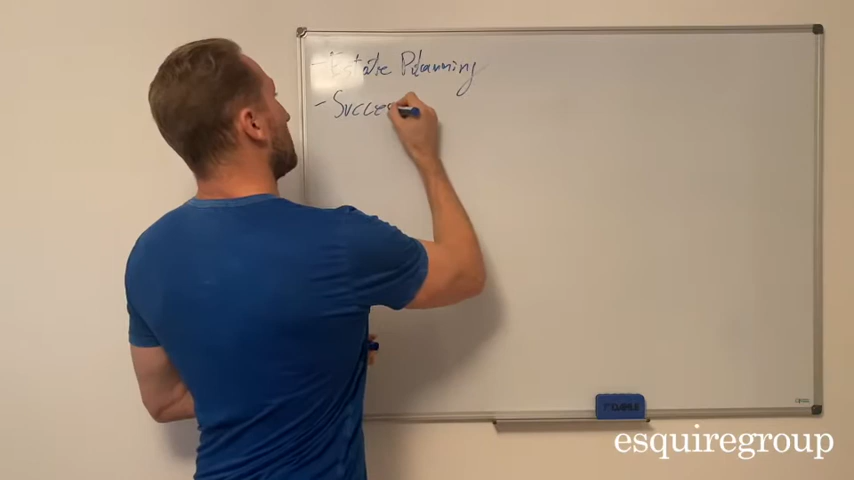 - Estate Planning
- Succes
esquiregroup